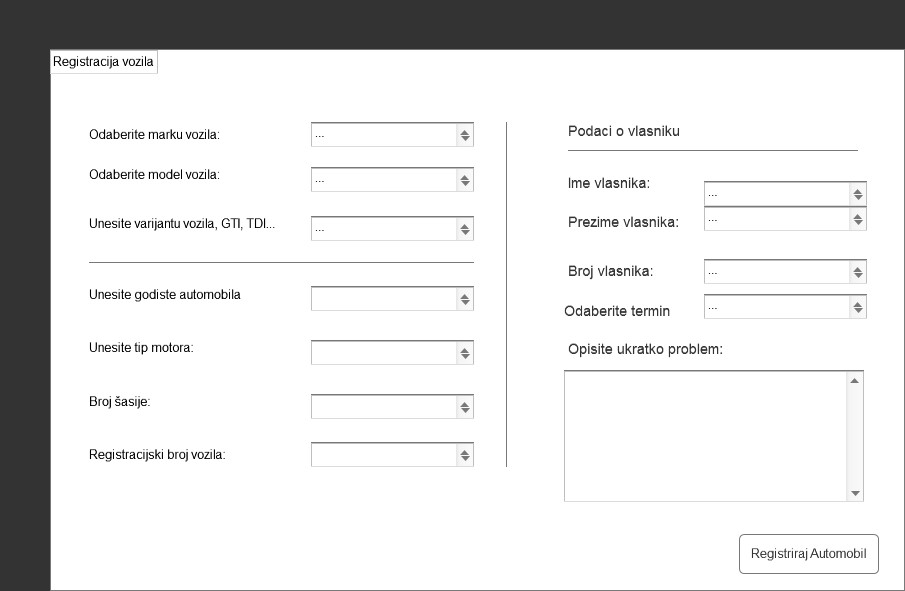 Registracija vozila
Odaberite marku vozila:
...
Odaberite model vozila:
...
Unesite varijantu vozila, GTI, TDI...
...
Unesite godiste automobila
Unesite tip motora:
Broj šasije:
Registracijski broj vozila:
Podaci o vlasniku
Ime vlasnika:
...
Prezime vlasnika:
...
Broj vlasnika:
...
Odaberite termin
...
Opisite ukratko problem:
Registriraj Automobil